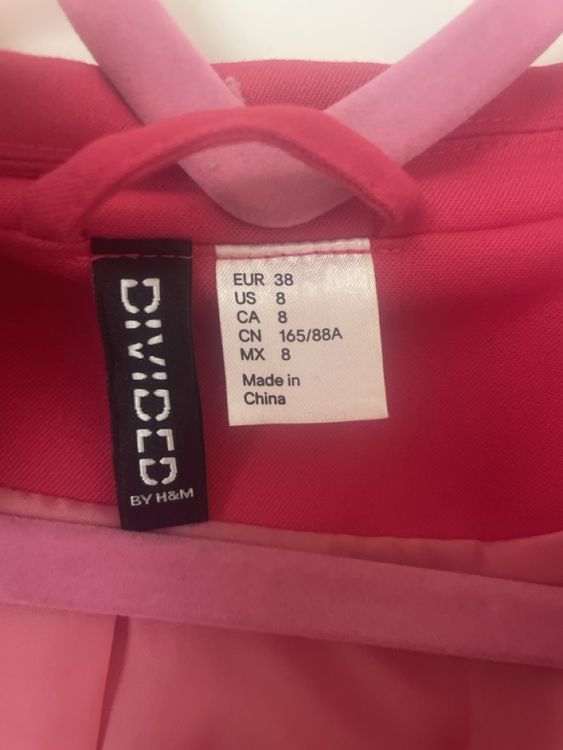 DIVIDED
BY H&M
EUR 38
US 8
CA 8
CN 165/88A
MX 8
Made in
China